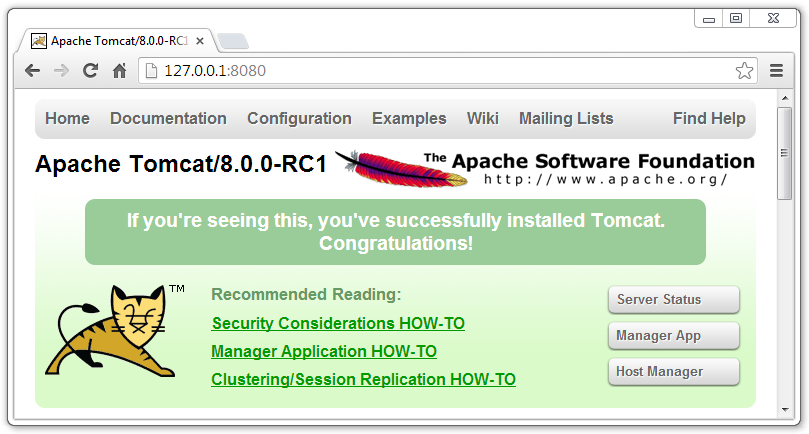 Apache Tomcat/8.0.0-RC1
127.0.0.1:8080
Home Documentation Configuration Examples Wiki Mailing Lists Find Help
Apache Tomcat/8.0.0-RC1
The Apache Software Foundation
http://www.apache.org/
If you're seeing this, you've successfully installed Tomcat.
Congratulations!
TM
Recommended Reading:
Security Considerations HOW-TO
Manager Application HOW-TO
Clustering/Session Replication HOW-TO
Server Status
Manager App
Host Manager